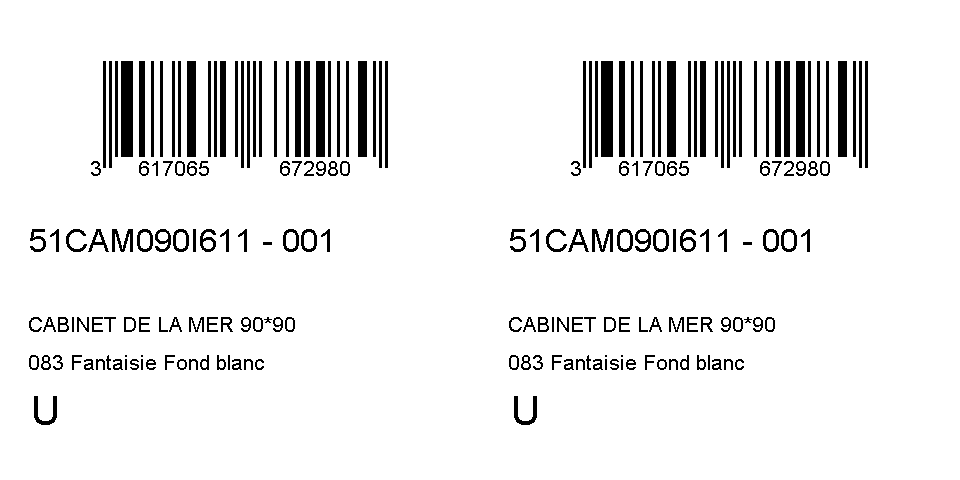 3 617065 672980
51CAM090I611 - 001
CABINET DE LA MER 90*90
083 Fantaisie Fond blanc
U
3 617065 672980
51CAM090I611 - 001
CABINET DE LA MER 90*90
083 Fantaisie Fond blanc
U